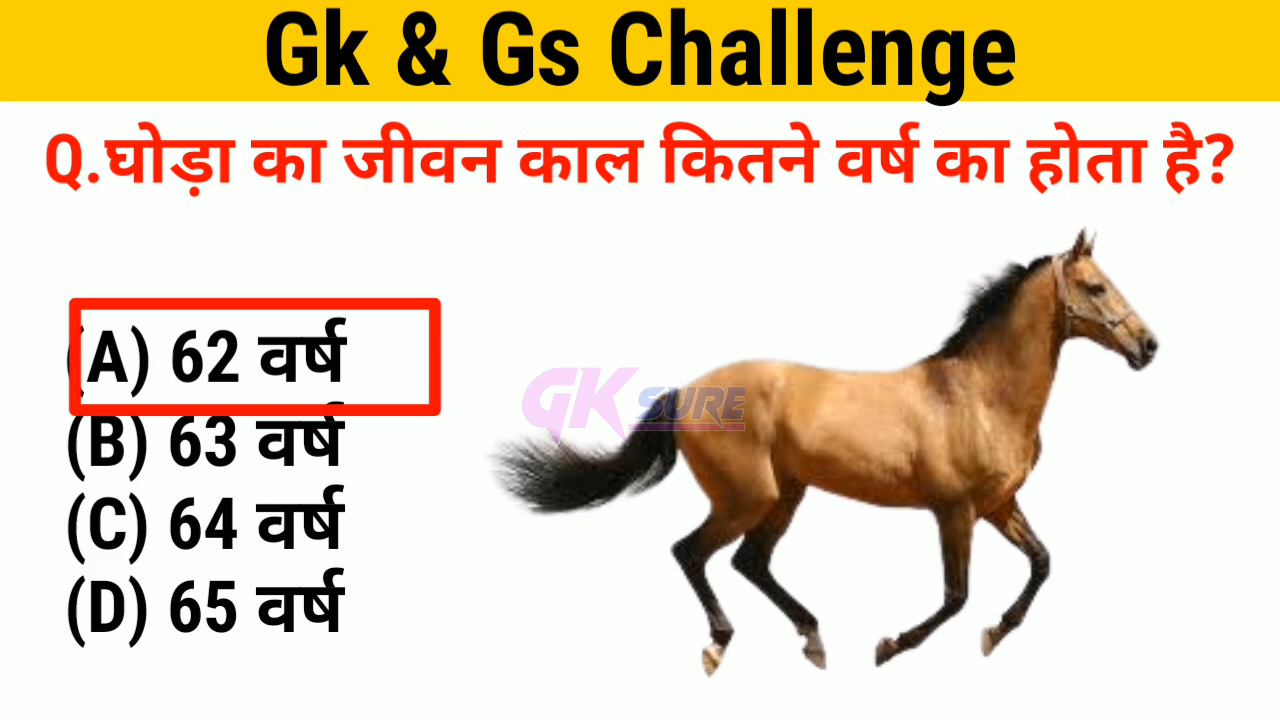 Gk & Gs Challenge
Q.घोड़ा का जीवन काल कितने वर्ष का होता है?
(A) 62 वर्ष
(B) 63 वर्ष
(C) 64 वर्ष
(D) 65 वर्ष
GK SURE